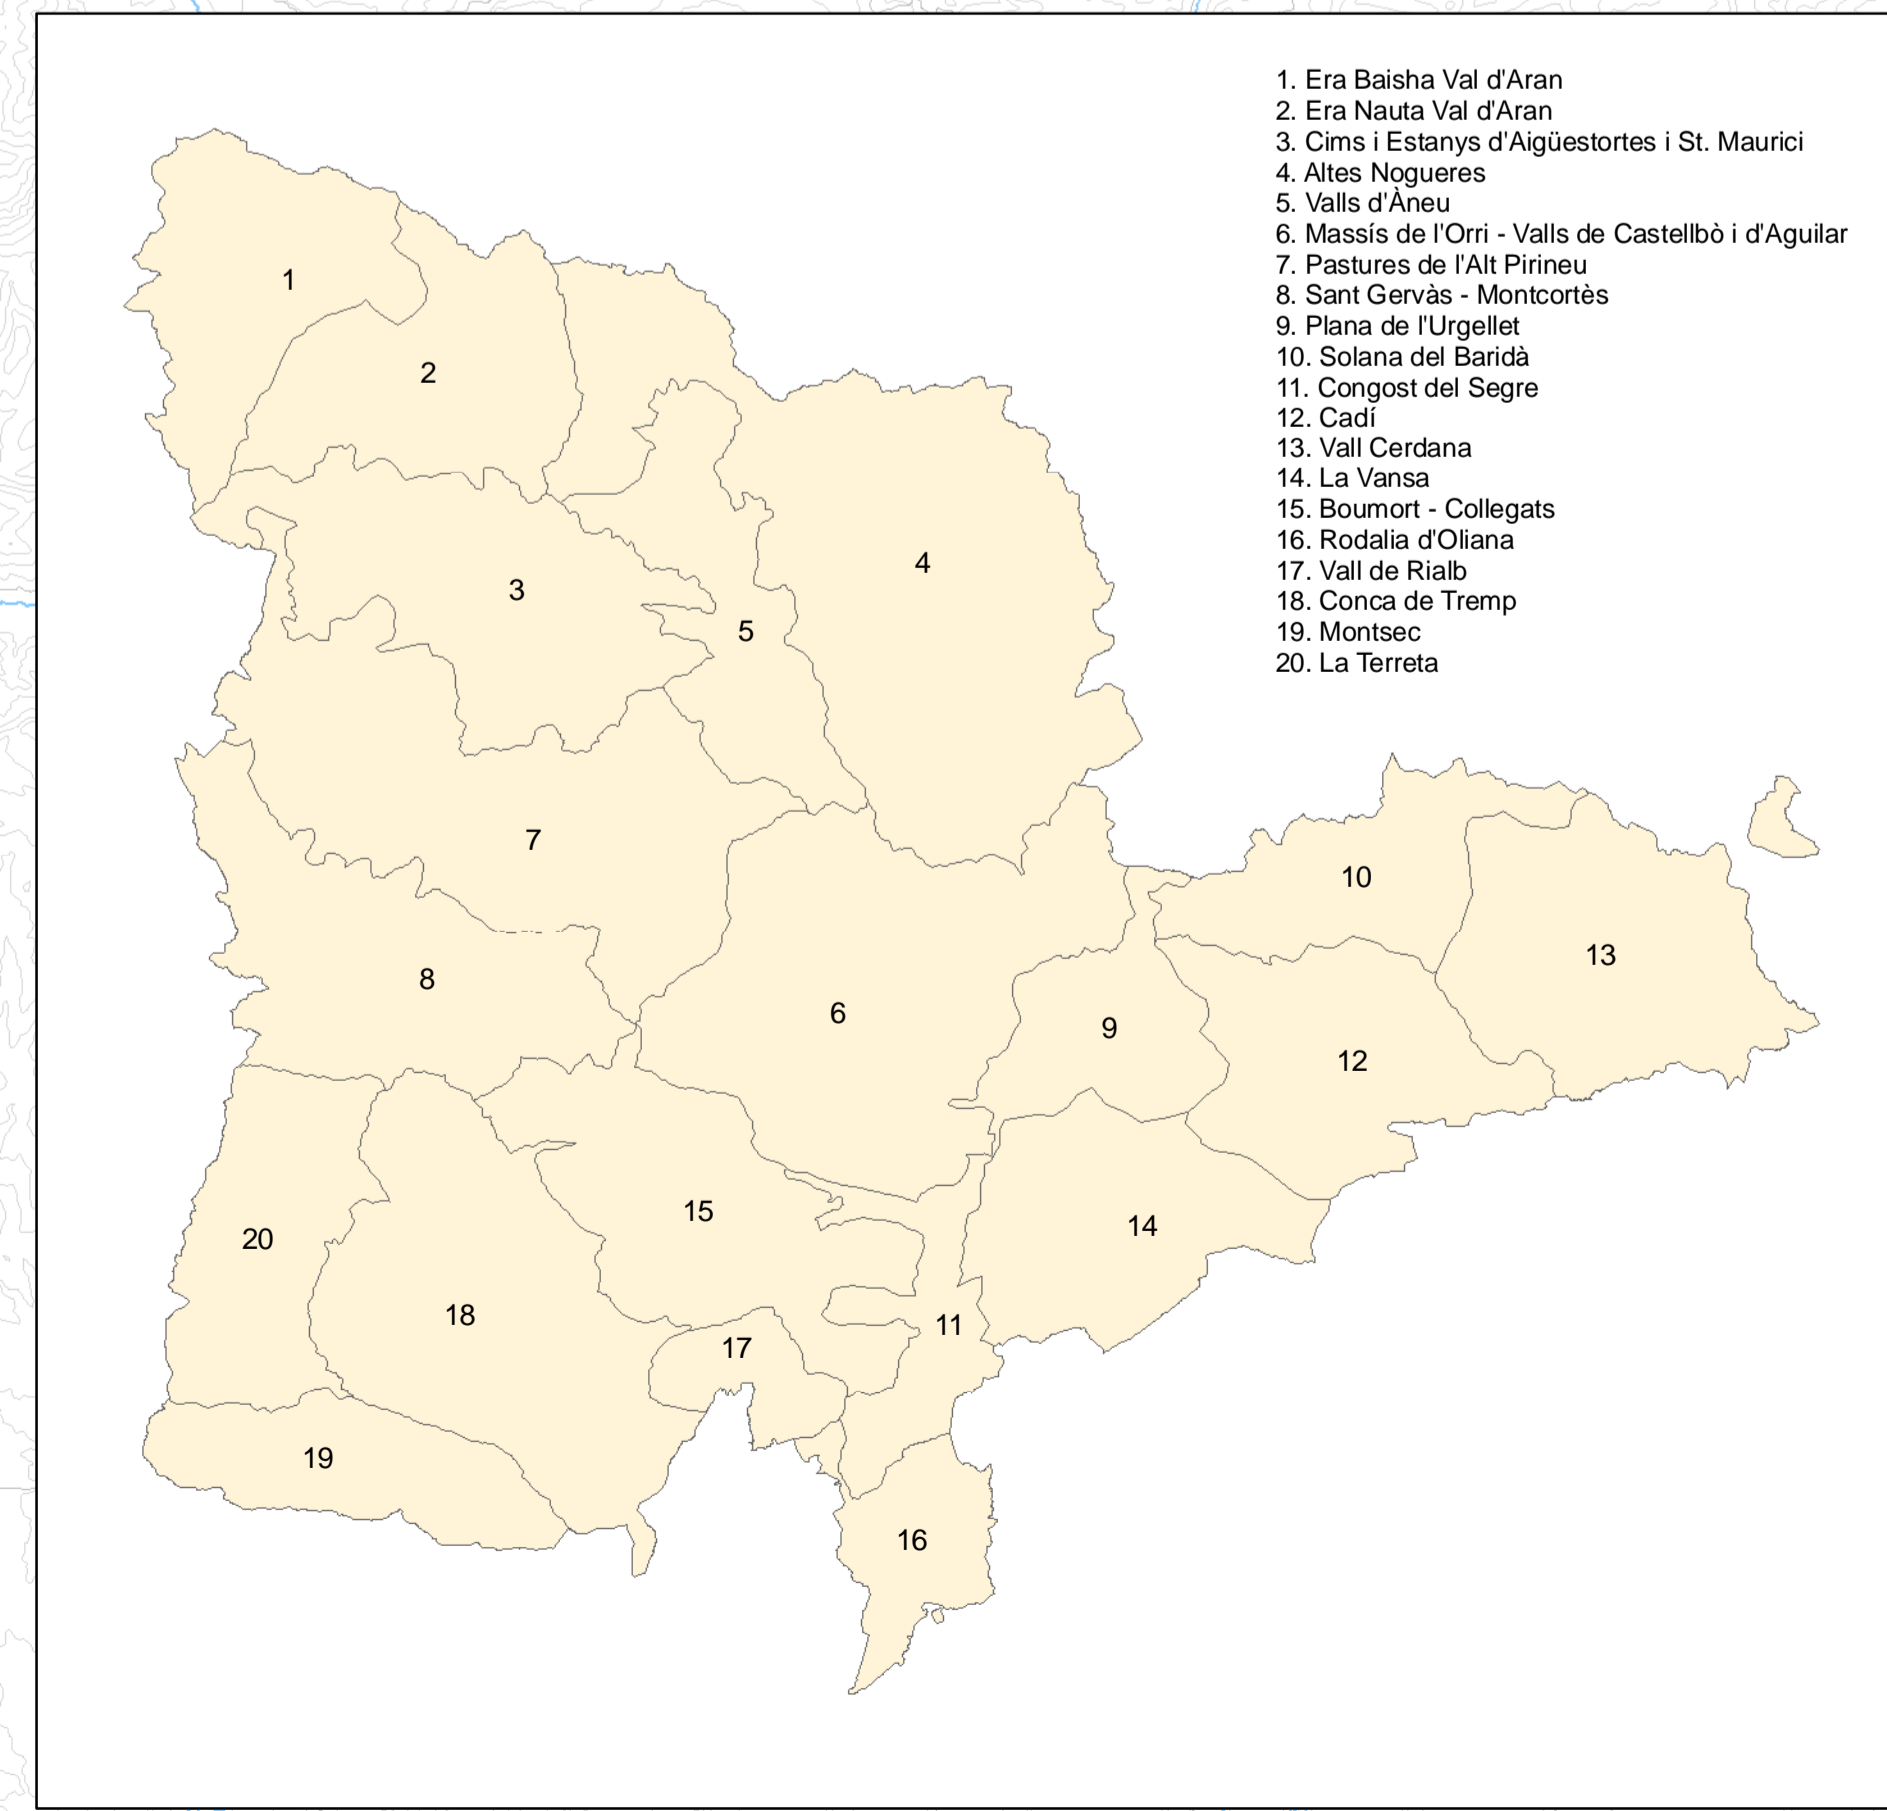 1. Era Baisha Val d'Aran
2. Era Nauta Val d'Aran
3. Cims i Estanys d'Aigüestortes i St. Maurici
4. Altes Nogueres
5. Valls d'Àneu
6. Massís de l'Orri - Valls de Castellbò i d'Aguilar
7. Pastures de l'Alt Pirineu
8. Sant Gervàs - Montcortès
9. Plana de l'Urgellet
10. Solana del Baridà
11. Congost del Segre
12. Cadí
13. Vall Cerdana
14. La Vansa
15. Boumort - Collegats
16. Rodalia d'Oliana
17. Vall de Rialb
18. Conca de Tremp
19. Montsec
20. La Terreta
1
2
3
4
5
7
10
13
8
6
9
12
15
14
20
18
11
17
19
16